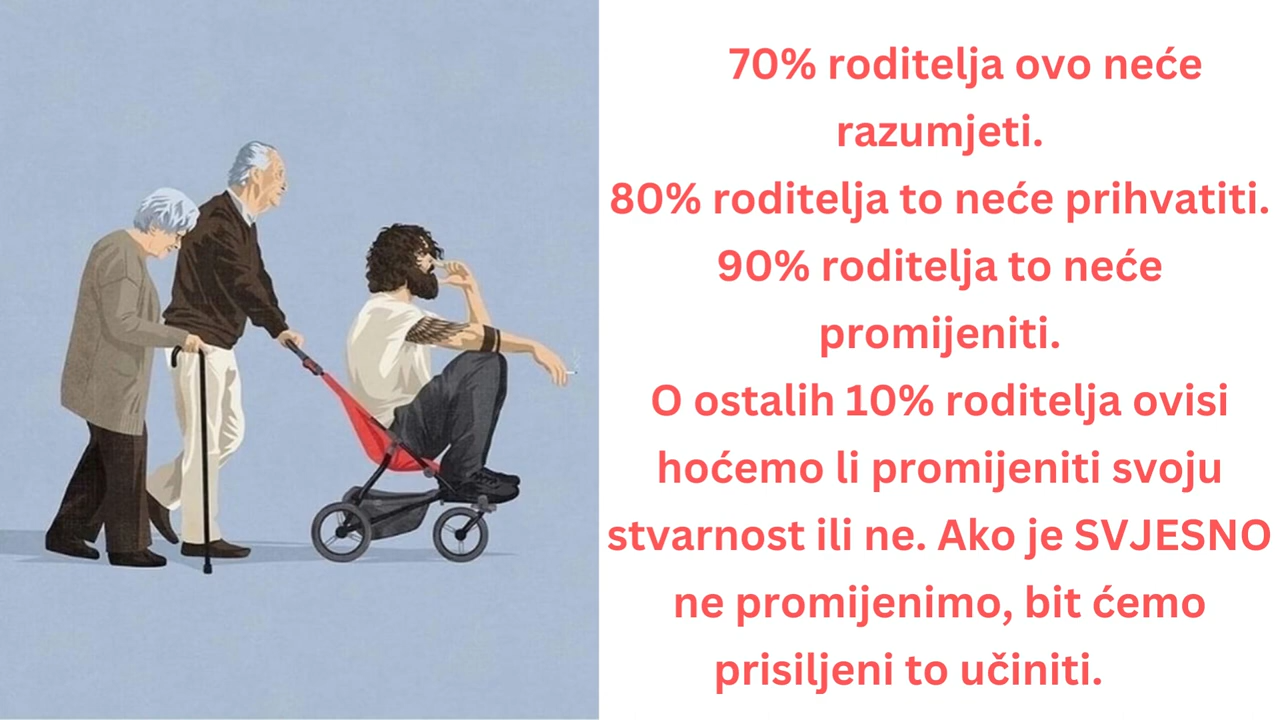 70% roditelja ovo neće
razumjeti.
80% roditelja to neće prihvatiti.
90% roditelja to neće
promijeniti.
O ostalih 10% roditelja ovisi
hoćemo li promijeniti svoju
stvarnost ili ne. Ako je SVJESNO
ne promijenimo, bit ćemo
prisiljeni to učiniti.